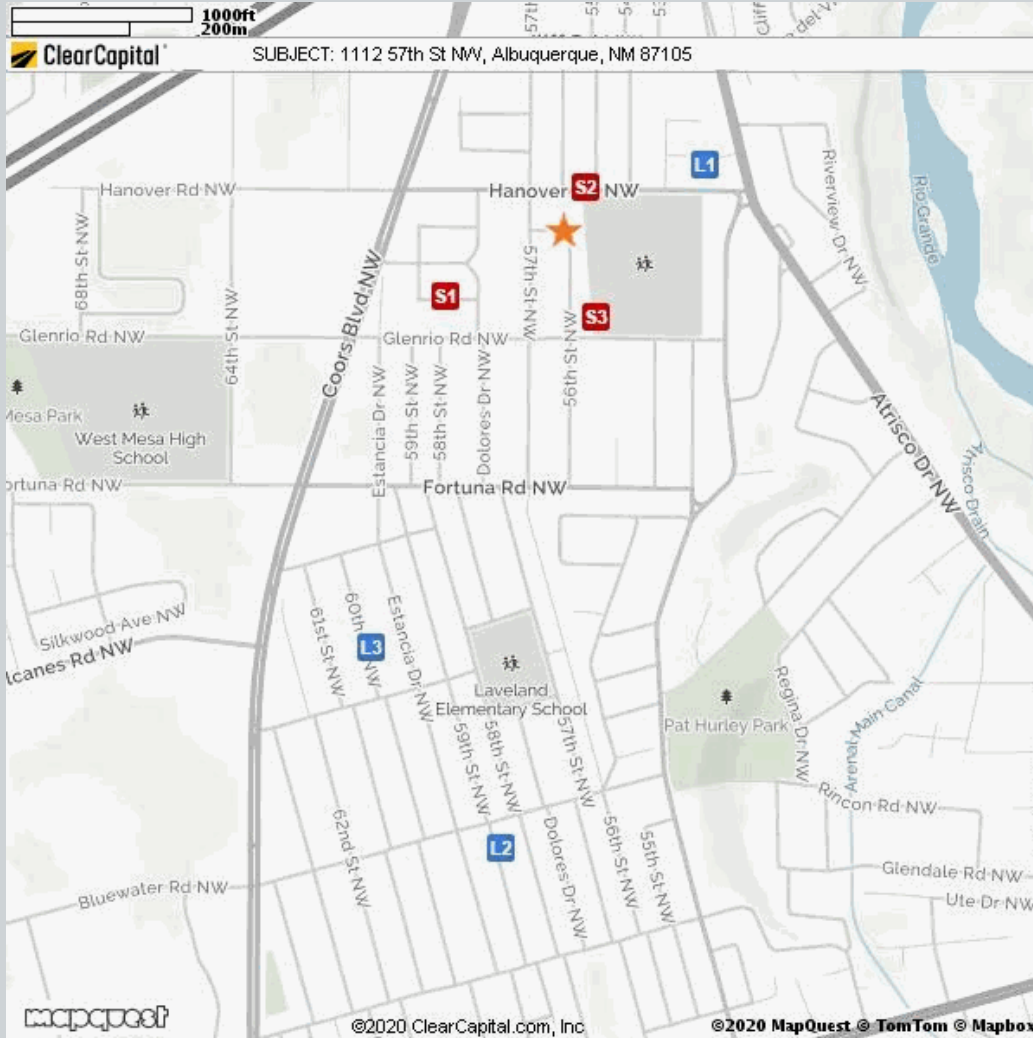 1000ft
200m
ClearCapital
SUBJECT: 1112 57th St NW, Albuquerque, NM 87105
57th
Hanover Rd NW
Hanover
S2
NW
L1
Riverview Dr NW
Rio Grande
68th St NW
64th St NW
Coors Blvd NW
S1
57th St NW
S3
Glenrio Rd NW
Glenrio Rd NW
56th St NW
Mesa Park
West Mesa High
School
Estancia Dr NW
59th St NW
58th St NW
Dolores Dr NW
Atrisco Dr NW
Atrisco Drain
ortuna Rd NW
Fortuna Rd NW
Silkwood Ave NW
lcanes Rd NW
61st St NW
60th
NW
L3
Estancia Dr NW
Laveland
Elementary School
59th St NW
58th St NW
57th St NW
Pat Hurley Park
Regina Dr NW
Arenal Main Canal
Rincon Rd NW
62nd St NW
L2
Dolores Dr NW
56th St NW
55th St NW
Bluewater Rd NW
Glendale Rd NW
Ute Dr NW
mapquest
©2020 ClearCapital.com, Inc
©2020 MapQuest © TomTom © Mapbox